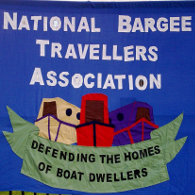 NATIONAL BARGEE
TRAVELLERS
ASSOCIATION
DEFENDING THE HOMES
OF BOAT DWELLERS